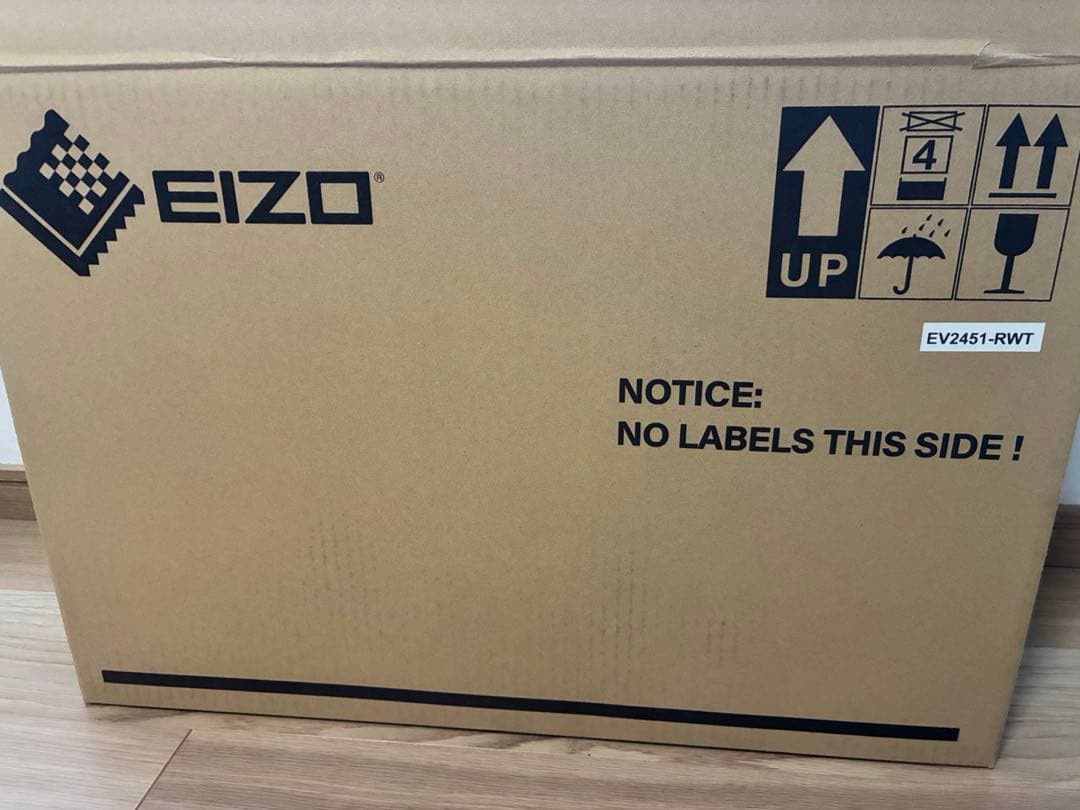 EIZO®
UP
4
EV2451-RWT
NOTICE:
NO LABELS THIS SIDE !